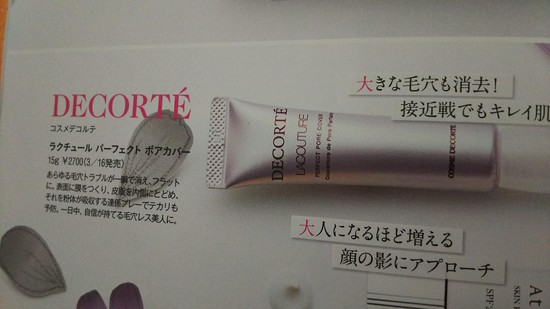 DECORTÉ
コスメデコルテ
ラクチュール パーフェクト ポアカバー
15g ¥2700(3/16発売)
あらゆる毛穴トラブルが一瞬で消え、フラット
に。表面に膜をつくり、皮脂を内側にとどめ、
それを粉体が吸収する連係プレーでテカリも
予防。一日中、自信が持てる毛穴レス美人に。
大きな毛穴も消去!
接近戦でもキレイ肌
DECORTÉ
LACOUTURE
PERFECT PORE COVER
COSME DECORTE
大人になるほど増える
顔の影にアプローチ
At
SKIN
SPF